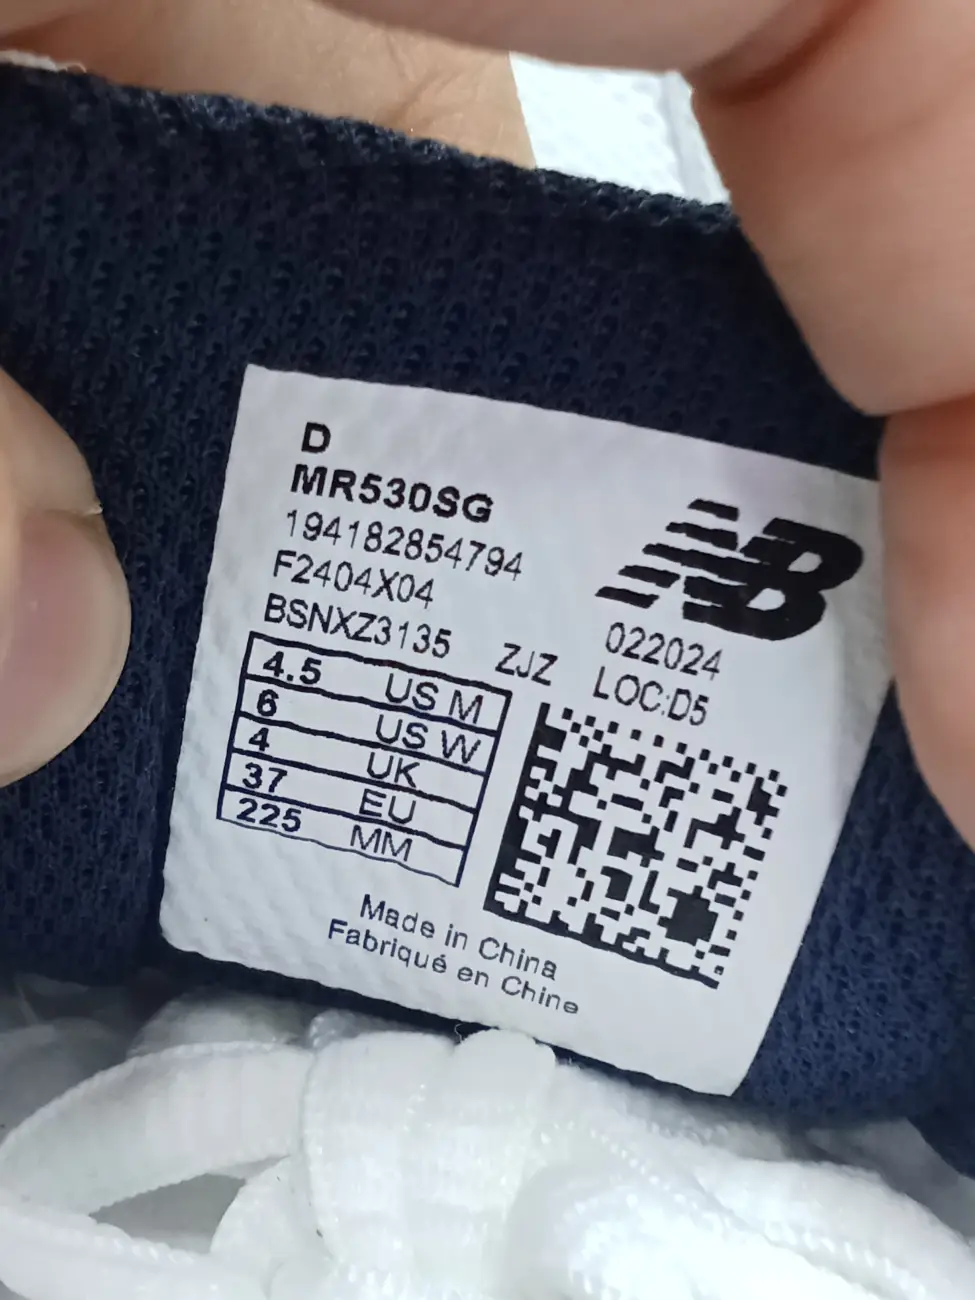 D
MR530SG
194182854794
F2404X04
BSNXZ3135 ZJZ
NB
022024
LOC:D5
4.5 US M
6 US W
4 UK
37 EU
225 MM
Made in China
Fabriqué en Chine